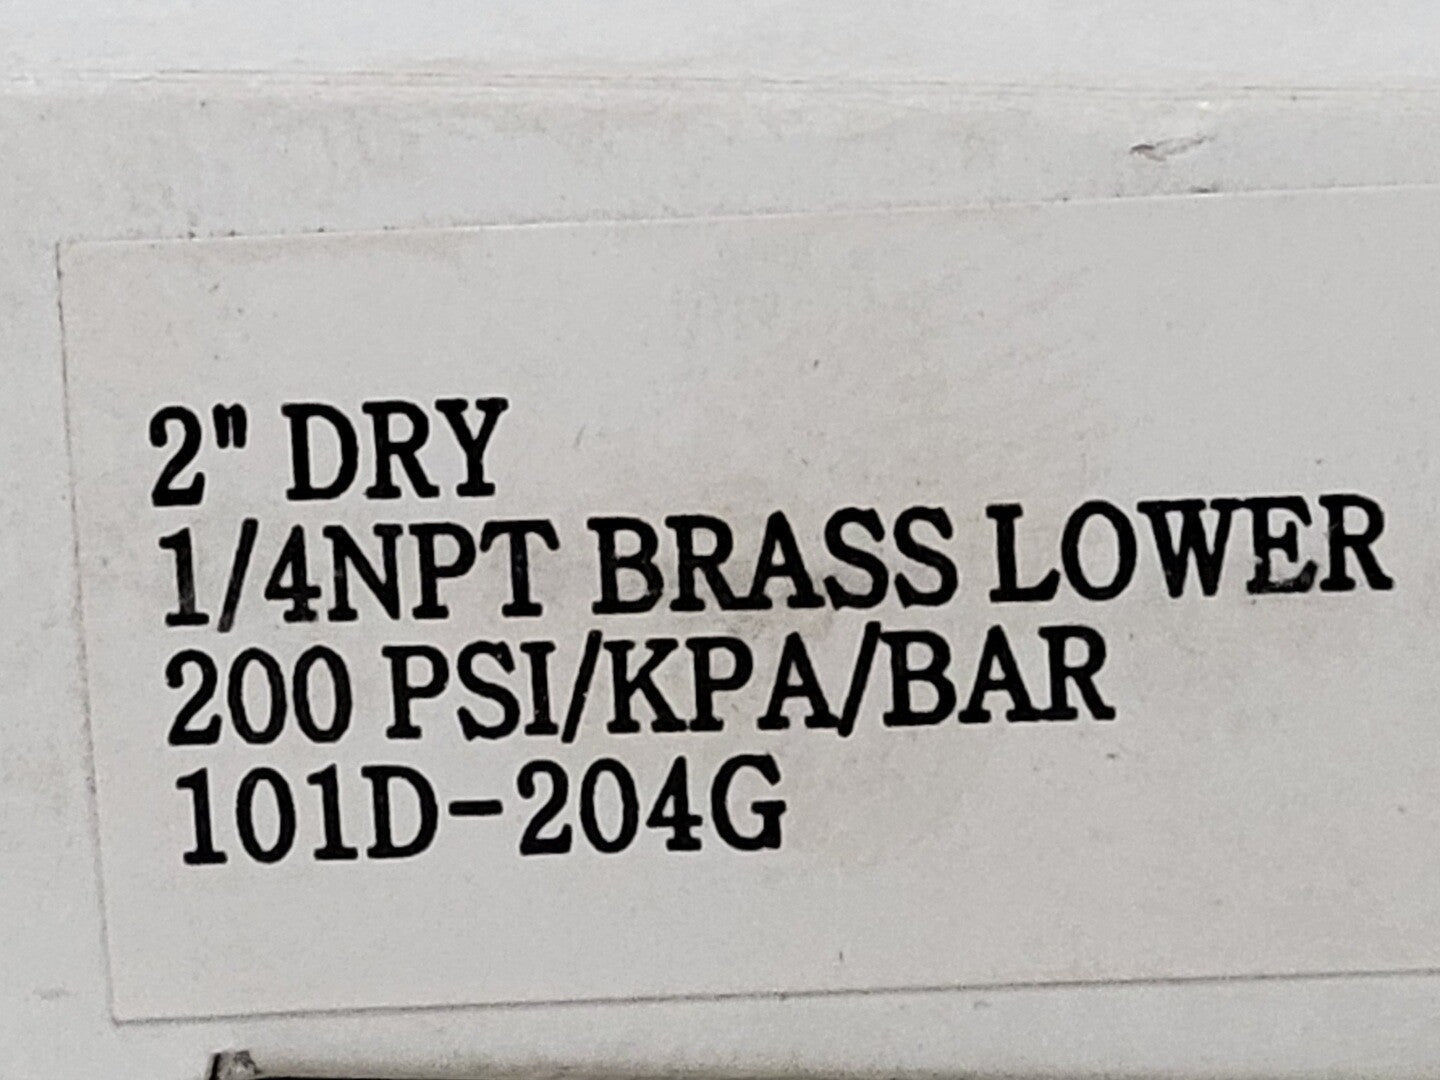 2" DRY
1/4NPT BRASS LOWER
200 PSI/KPA/BAR
101D-204G